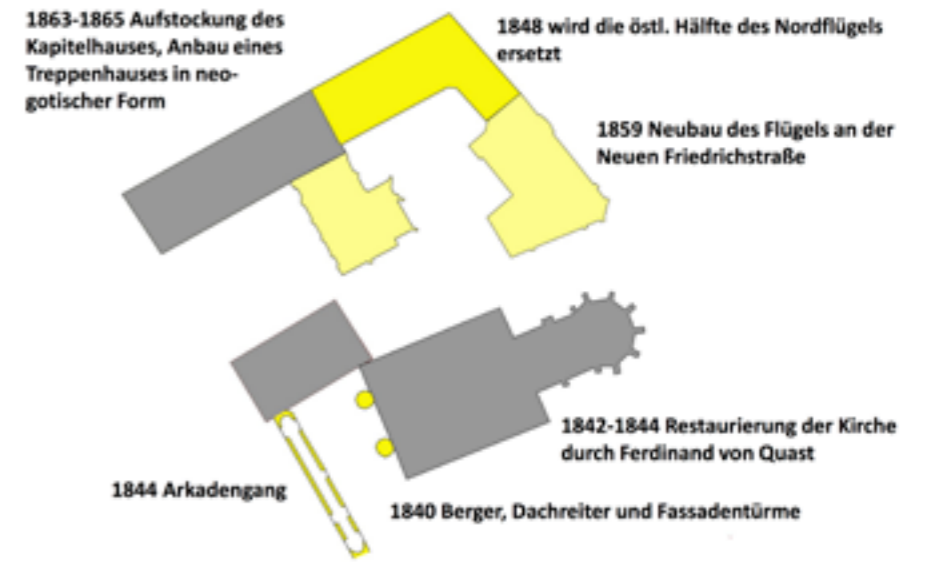 1863-1865 Aufstockung des
Kapitelhauses, Anbau eines
Treppenhauses in neo-
gotischer Form
1848 wird die östl. Hälfte des Nordflügels
ersetzt
1859 Neubau des Flügels an der
Neuen Friedrichstraße
1842-1844 Restaurierung der Kirche
durch Ferdinand von Quast
1844 Arkadengang
1840 Berger, Dachreiter und Fassadentürme